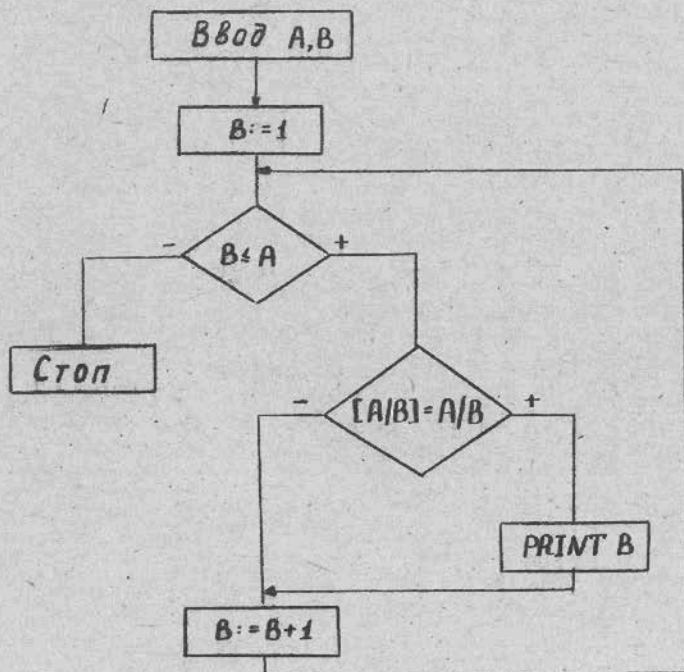 Ввод A,B
B:=1
-
B≤A
+
Стоп
-
[A/B]=A/B
+
PRINT B
B:=B+1